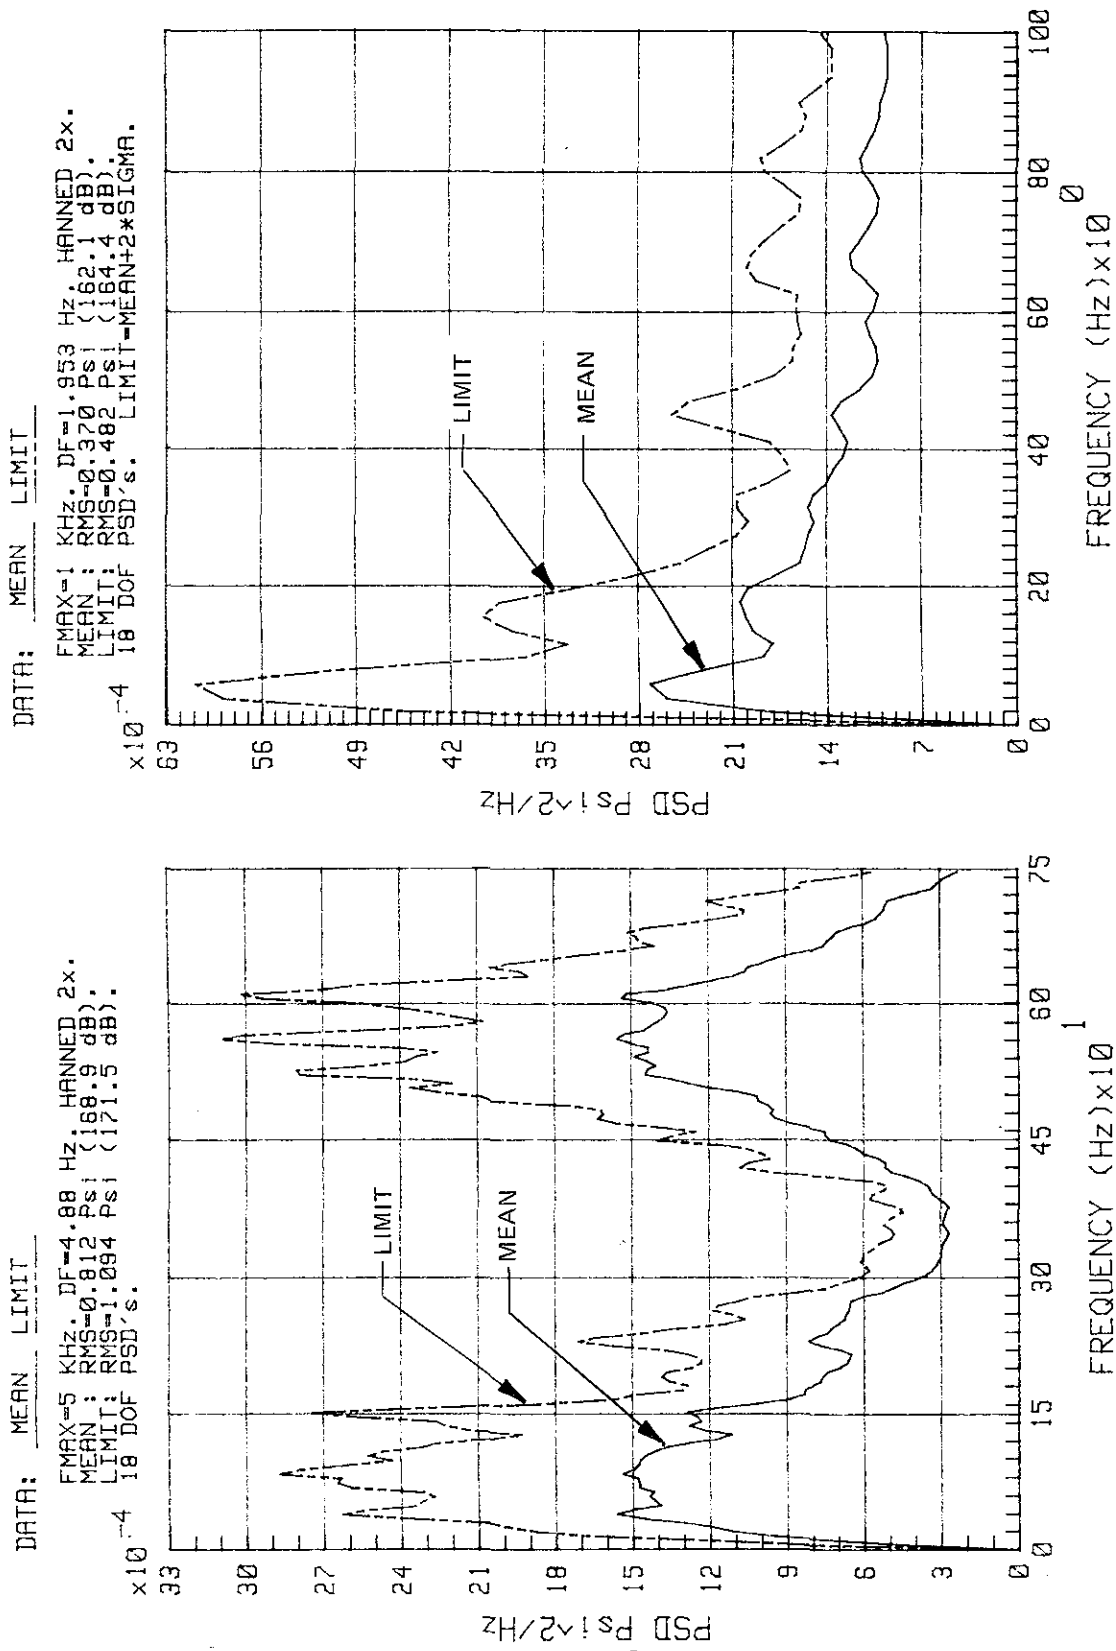 DATA: MEAN LIMIT
FMAX=5 KHz. DF=4.88 Hz. HANNED 2x.
MEAN : RMS=0.812 Psi (168.9 dB).
LIMIT: RMS=1.094 Psi (171.5 dB).
18 DOF PSD's.
x10 -4
33
30
27
24
21
18
15
12
9
6
3
0
PSD Psi^2/Hz
LIMIT
MEAN
0
15
30
45
60
75
FREQUENCY (Hz)x10 1
DATA: MEAN LIMIT
FMAX=1 KHz. DF=1.953 Hz. HANNED 2x.
MEAN : RMS=0.370 Psi (162.1 dB).
LIMIT: RMS=0.482 Psi (164.4 dB).
18 DOF PSD's. LIMIT=MEAN+2*SIGMA.
x10 -4
63
56
49
42
35
28
21
14
7
0
PSD Psi^2/Hz
LIMIT
MEAN
0
20
40
60
80
100
FREQUENCY (Hz)x10 0